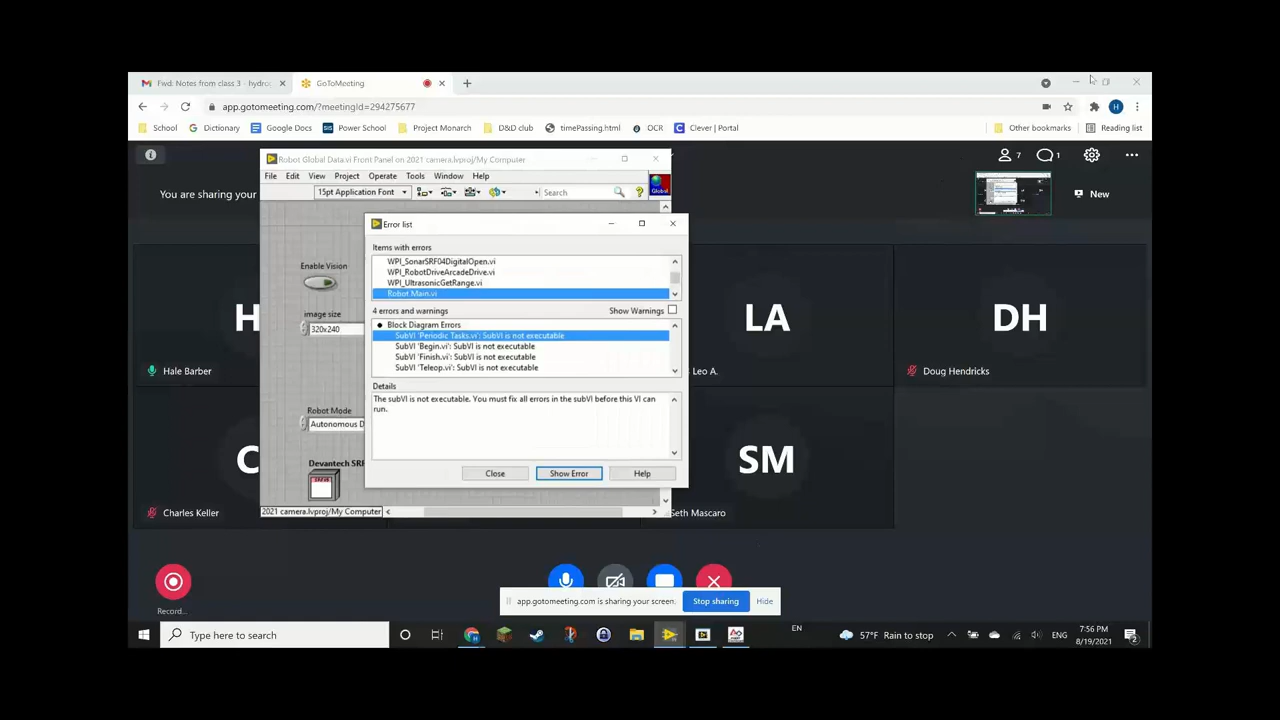 Fwd: Notes from class 3 - hydro
GoToMeeting
app.gotomeeting.com/?meetingId=294275677
School
Dictionary
Google Docs
SIS
Power School
Project Monarch
D&D club
timePassing.html
OCR
Clever | Portal
Other bookmarks
Reading list
H
7
1
You are sharing your
New
Robot Global Data.vi Front Panel on 2021 camera.lvproj/My Computer
File Edit View Project Operate Tools Window Help
15pt Application Font
Search
Global
Error list
Items with errors
WPI_SonarSRF04DigitalOpen.vi
WPI_RobotDriveArcadeDrive.vi
WPI_UltrasonicGetRange.vi
Robot Main.vi
4 errors and warnings
Show Warnings
Block Diagram Errors
SubVI 'Periodic Tasks.vi': SubVI is not executable
SubVI 'Begin.vi': SubVI is not executable
SubVI 'Finish.vi': SubVI is not executable
SubVI 'Teleop.vi': SubVI is not executable
Details
The subVI is not executable. You must fix all errors in the subVI before this VI can
run.
Close
Show Error
Help
Enable Vision
image size
320x240
Robot Mode
Autonomous D
Devantech SRF
2021 camera.lvproj/My Computer
H
Hale Barber
LA
Leo A.
DH
Doug Hendricks
C
Charles Keller
SM
Seth Mascaro
Record...
app.gotomeeting.com is sharing your screen.
Stop sharing
Hide
Type here to search
EN
57°F Rain to stop
ENG
7:56 PM
8/19/2021
2